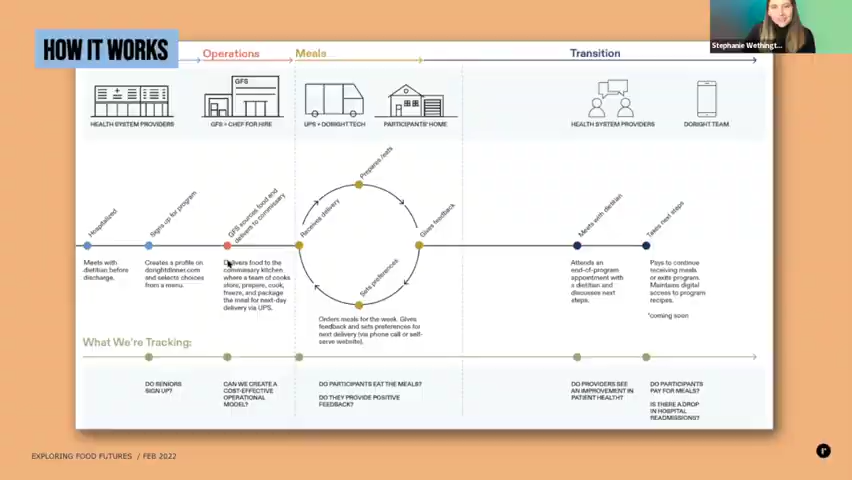 HOW IT WORKS
Operations
Meals
Transition
Stephanie Wethingt...
GFS
HEALTH SYSTEM PROVIDERS
GFS > CHEF FOR HIRE
UPS + DORIGHT TECH
PARTICIPANTS' HOME
HEALTH SYSTEM PROVIDERS
DORIGHT TEAM
Hospitalized
Signs up for program
GFS sources food and
delivers to commissary
Receives delivery
Prepares /eats
Gives feedback
Sets preferences
Meets with dietitian
Takes next steps
Meets with
dietitian before
discharge.
Creates a profile on
dorightdinner.com
and selects choices
from a menu.
Delivers food to the
commissary kitchen
where a team of cooks
store, prepare, cook,
freeze, and package
the meal for next-day
delivery via UPS.
Orders meals for the week. Gives
feedback and sets preferences for
next delivery (via phone call or self-
serve website).
Attends an
end-of-program
appointment with
a dietitian and
discusses next
steps.
Pays to continue
receiving meals
or exits program.
Maintains digital
access to program
recipes.
*coming soon
What We're Tracking:
DO SENIORS
SIGN UP?
CAN WE CREATE A
COST-EFFECTIVE
OPERATIONAL
MODEL?
DO PARTICIPANTS EAT THE MEALS?
DO THEY PROVIDE POSITIVE
FEEDBACK?
DO PROVIDERS SEE
AN IMPROVEMENT IN
PATIENT HEALTH?
DO PARTICIPANTS
PAY FOR MEALS?
IS THERE A DROP
IN HOSPITAL
READMISSIONS?
EXPLORING FOOD FUTURES / FEB 2022